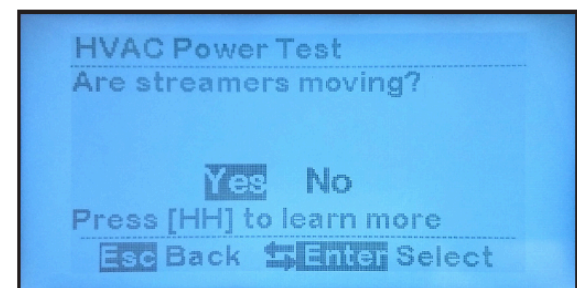 HVAC Power Test
Are streamers moving?
Yes No
Press [HH] to learn more
Esc Back ⇆ Enter Select